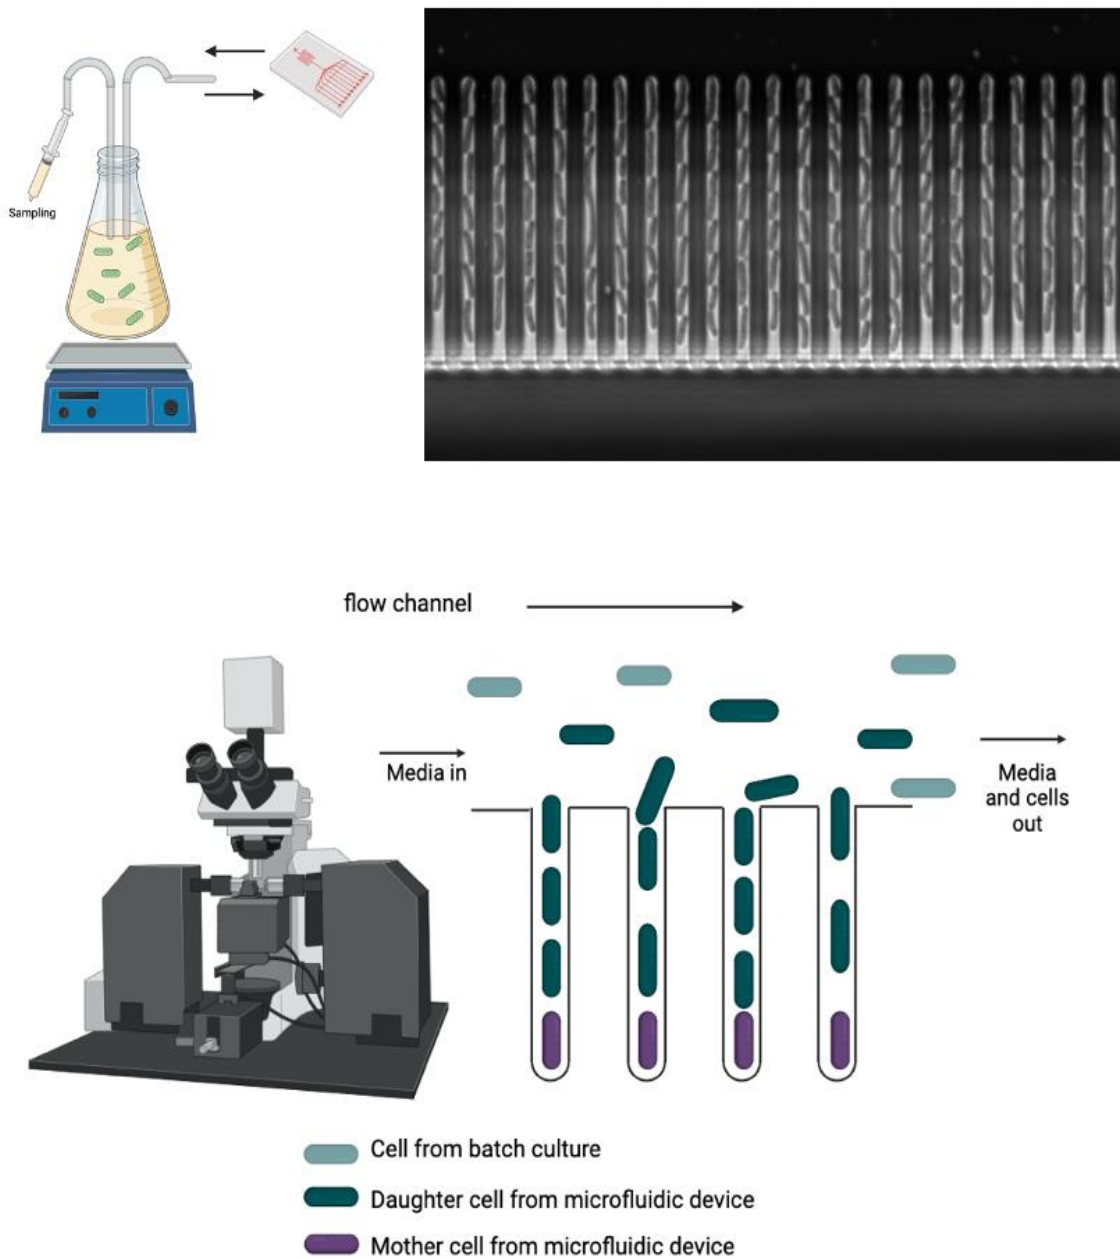 Sampling
flow channel
Media in
Media
and cells
out
Cell from batch culture
Daughter cell from microfluidic device
Mother cell from microfluidic device